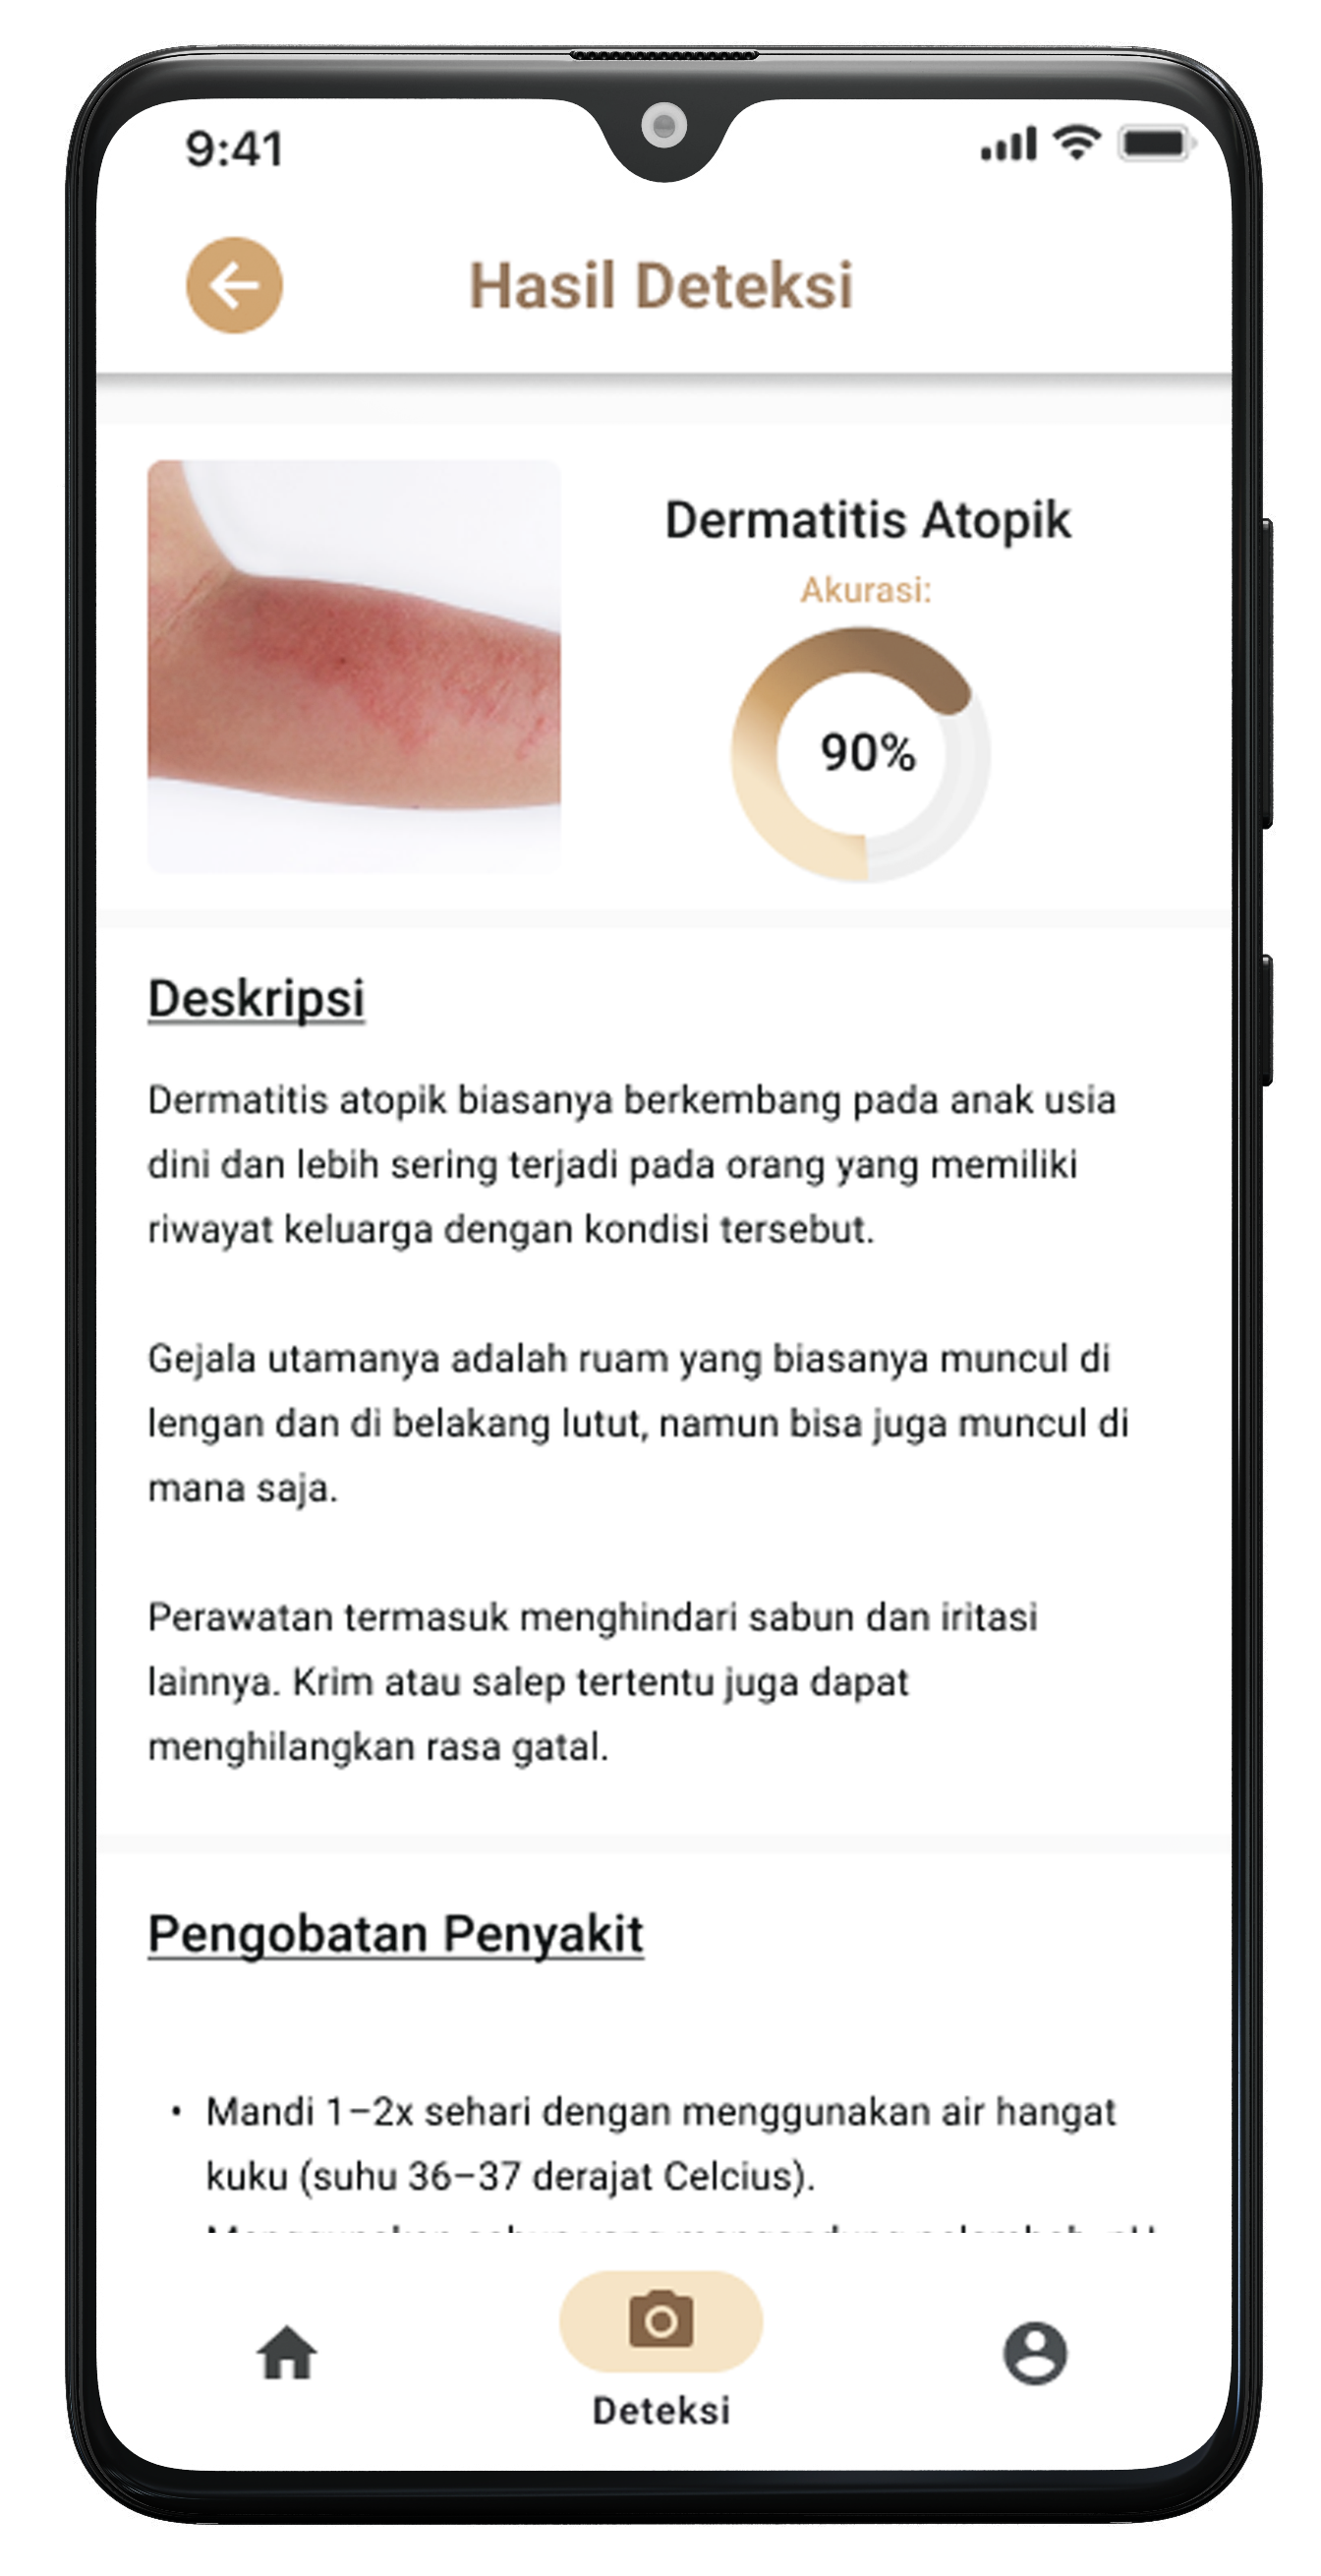 9:41
Hasil Deteksi
Dermatitis Atopik
Akurasi:
90%
Deskripsi
Dermatitis atopik biasanya berkembang pada anak usia
dini dan lebih sering terjadi pada orang yang memiliki
riwayat keluarga dengan kondisi tersebut.
Gejala utamanya adalah ruam yang biasanya muncul di
lengan dan di belakang lutut, namun bisa juga muncul di
mana saja.
Perawatan termasuk menghindari sabun dan iritasi
lainnya. Krim atau salep tertentu juga dapat
menghilangkan rasa gatal.
Pengobatan Penyakit
• Mandi 1–2x sehari dengan menggunakan air hangat
kuku (suhu 36–37 derajat Celcius).
Deteksi